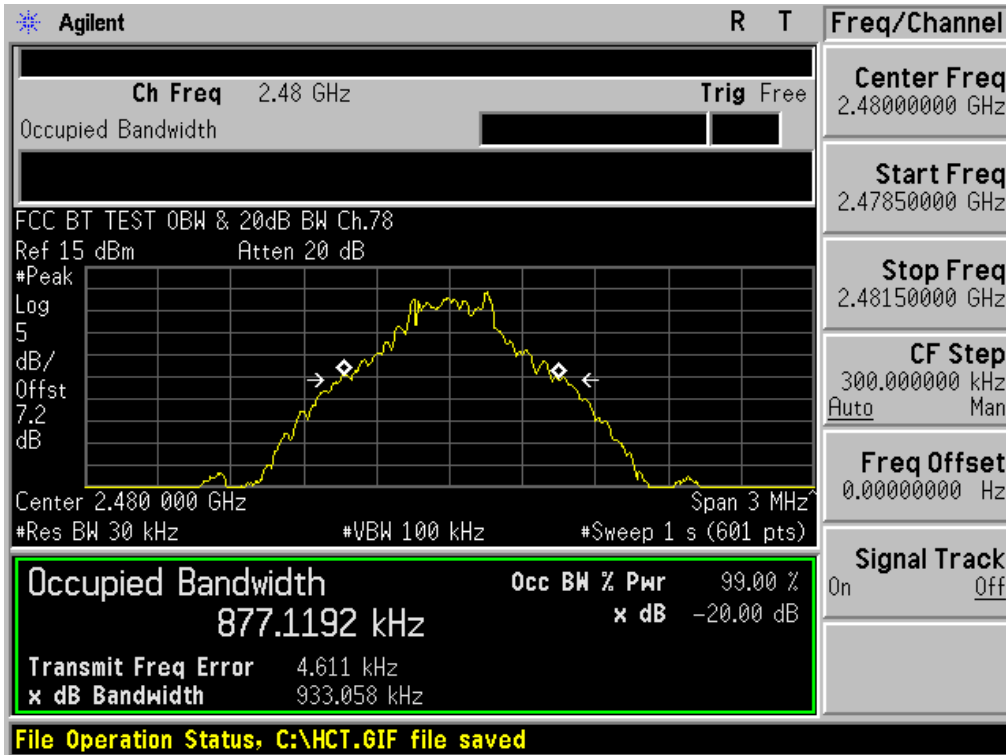 Agilent R T
Ch Freq 2.48 GHz Trig Free
Occupied Bandwidth
FCC BT TEST OBW & 20dB BW Ch.78
Ref 15 dBm Atten 20 dB
#Peak
Log
5
dB/
Offst
7.2
dB
Center 2.480 000 GHz Span 3 MHz^
#Res BW 30 kHz #VBW 100 kHz #Sweep 1 s (601 pts)
Occupied Bandwidth Occ BW % Pwr 99.00 %
877.1192 kHz x dB -20.00 dB
Transmit Freq Error 4.611 kHz
x dB Bandwidth 933.058 kHz
File Operation Status, C:\HCT.GIF file saved
Freq/Channel
Center Freq
2.48000000 GHz
Start Freq
2.47850000 GHz
Stop Freq
2.48150000 GHz
CF Step
300.000000 kHz
Auto Man
Freq Offset
0.00000000 Hz
Signal Track
On Off